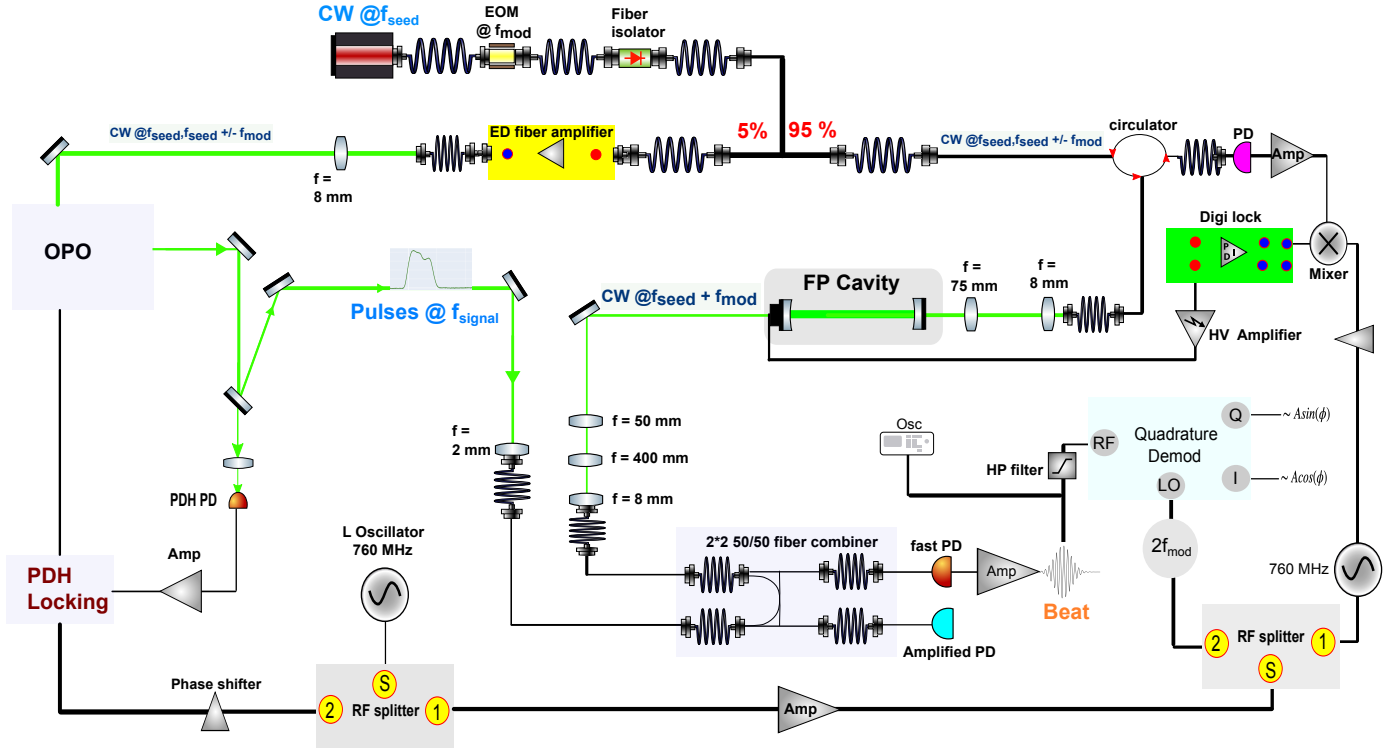 CW @fseed
EOM
@ fmod
Fiber
isolator
CW @fseed,fseed +/- fmod
f =
8 mm
ED fiber amplifier
5%
95 %
CW @fseed,fseed +/- fmod
circulator
PD
Amp
OPO
Digi lock
P
I
D
Mixer
Pulses @ fsignal
CW @fseed + fmod
FP Cavity
f =
75 mm
f =
8 mm
HV Amplifier
f =
2 mm
f = 50 mm
f = 400 mm
f = 8 mm
Osc
HP filter
RF
Quadrature
Demod
LO
Q
~ Asin(ϕ)
I
~ Acos(ϕ)
PDH PD
Amp
PDH
Locking
L Oscillator
760 MHz
2*2 50/50 fiber combiner
fast PD
Amp
Beat
Amplified PD
2fmod
760 MHz
Phase shifter
2
S
1
RF splitter
Amp
2
RF splitter
1
S